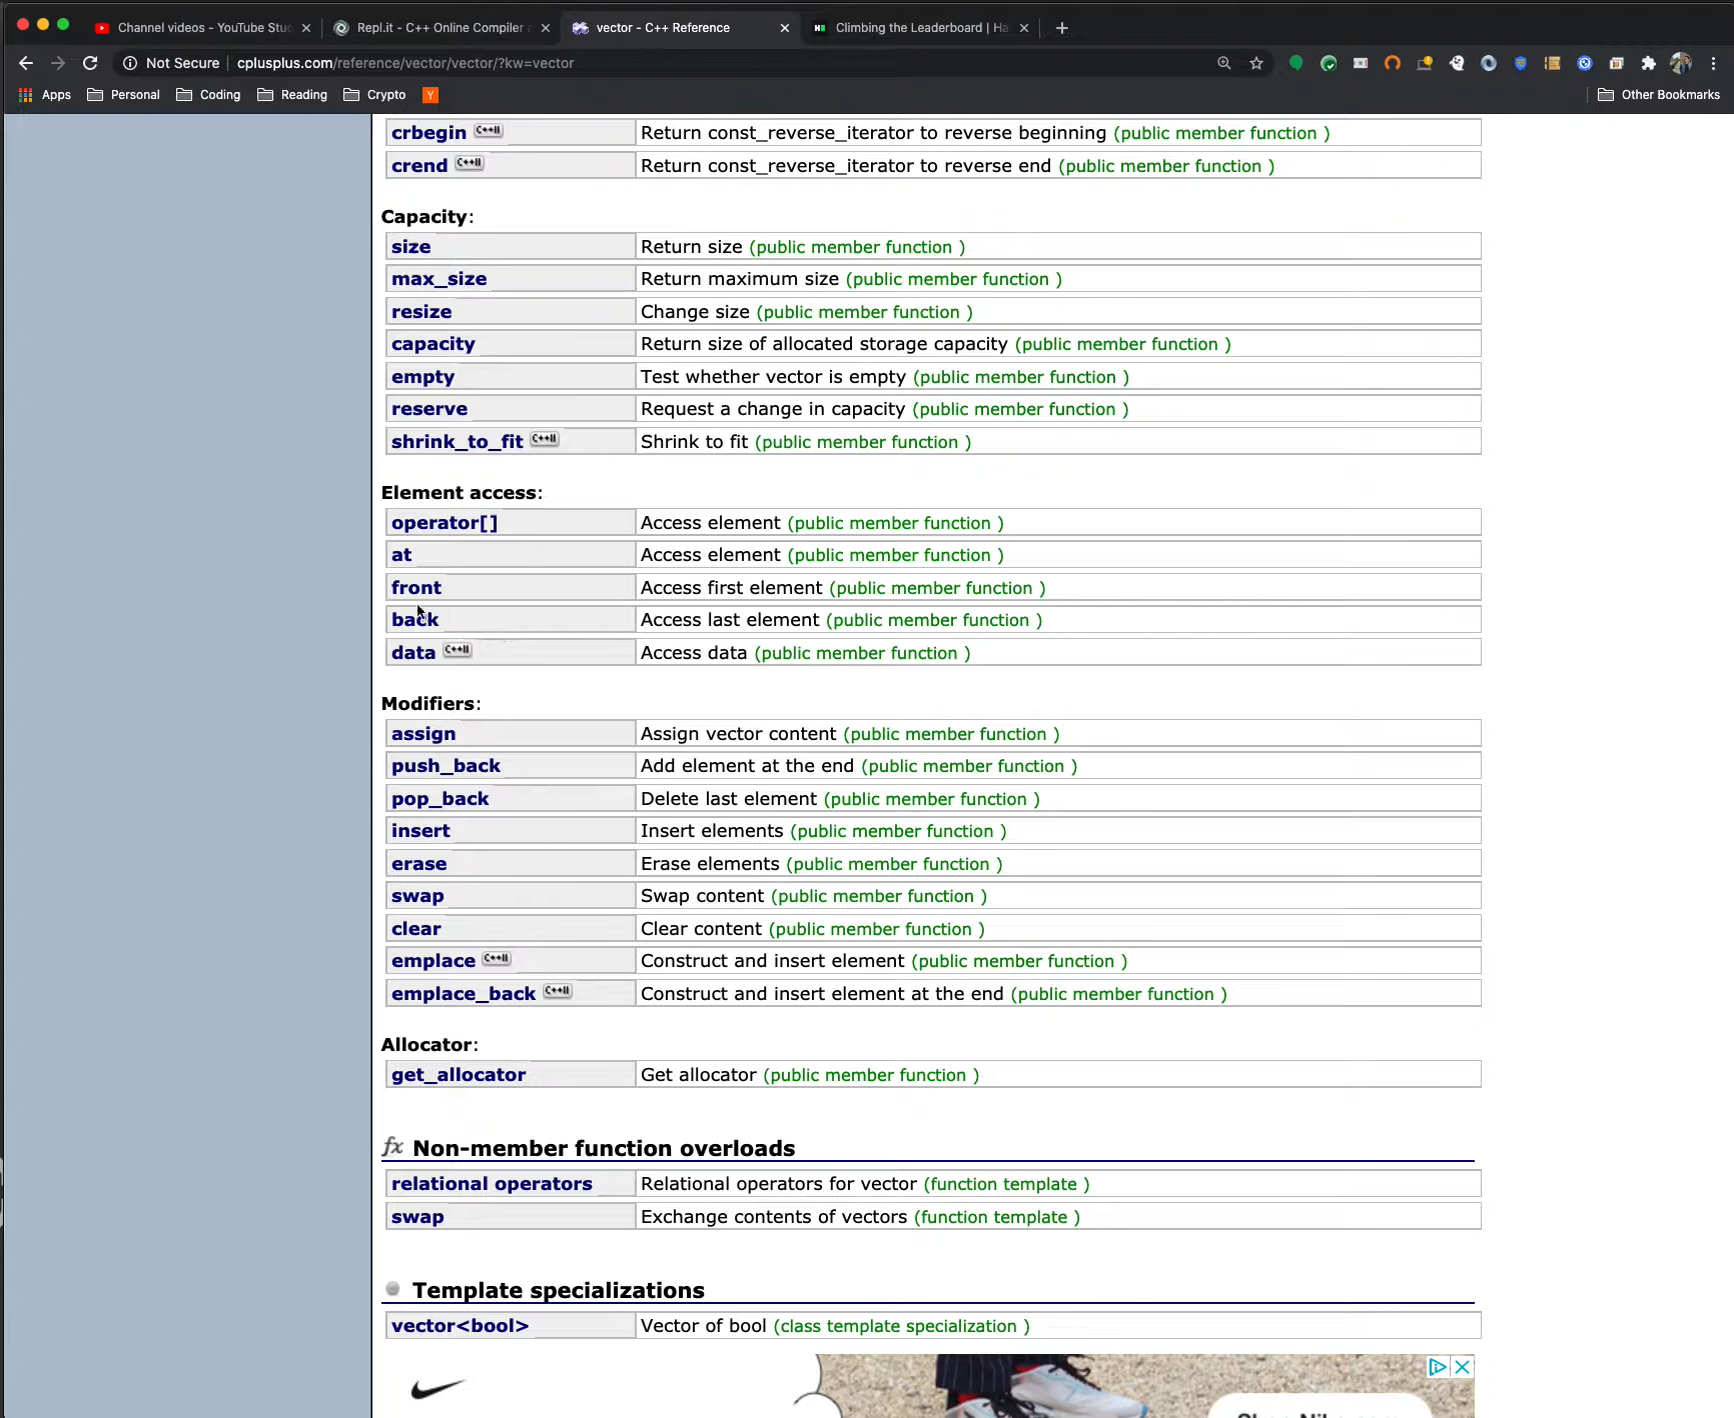 Channel videos - YouTube Stu
Repl.it - C++ Online Compiler
vector - C++ Reference
Climbing the Leaderboard | Ha
Not Secure
cplusplus.com/reference/vector/vector/?kw=vector
Apps
Personal
Coding
Reading
Crypto
Y
Other Bookmarks
crbegin C++11 Return const_reverse_iterator to reverse beginning (public member function )
crend C++11 Return const_reverse_iterator to reverse end (public member function )
Capacity:
size Return size (public member function )
max_size Return maximum size (public member function )
resize Change size (public member function )
capacity Return size of allocated storage capacity (public member function )
empty Test whether vector is empty (public member function )
reserve Request a change in capacity (public member function )
shrink_to_fit C++11 Shrink to fit (public member function )
Element access:
operator[] Access element (public member function )
at Access element (public member function )
front Access first element (public member function )
back Access last element (public member function )
data C++11 Access data (public member function )
Modifiers:
assign Assign vector content (public member function )
push_back Add element at the end (public member function )
pop_back Delete last element (public member function )
insert Insert elements (public member function )
erase Erase elements (public member function )
swap Swap content (public member function )
clear Clear content (public member function )
emplace C++11 Construct and insert element (public member function )
emplace_back C++11 Construct and insert element at the end (public member function )
Allocator:
get_allocator Get allocator (public member function )
fx Non-member function overloads
relational operators Relational operators for vector (function template )
swap Exchange contents of vectors (function template )
Template specializations
vector<bool> Vector of bool (class template specialization )